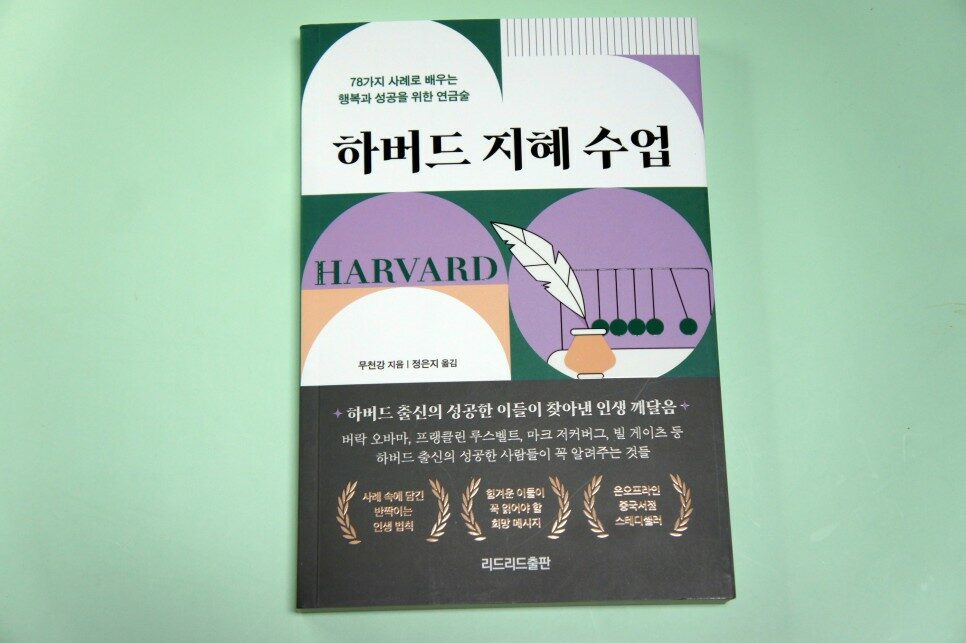 78가지 사례로 배우는
행복과 성공을 위한 연금술
하버드 지혜 수업
HARVARD
무천강 지음 | 정은지 옮김
하버드 출신의 성공한 이들이 찾아낸 인생 깨달음
버락 오바마, 프랭클린 루스벨트, 마크 저커버그, 빌 게이츠 등
하버드 출신의 성공한 사람들이 꼭 알려주는 것들
사례 속에 담긴
반짝이는
인생 법칙
힘겨운 이들이
꼭 읽어야 할
희망 메시지
온오프라인
중국서점
스테디셀러
리드리드출판